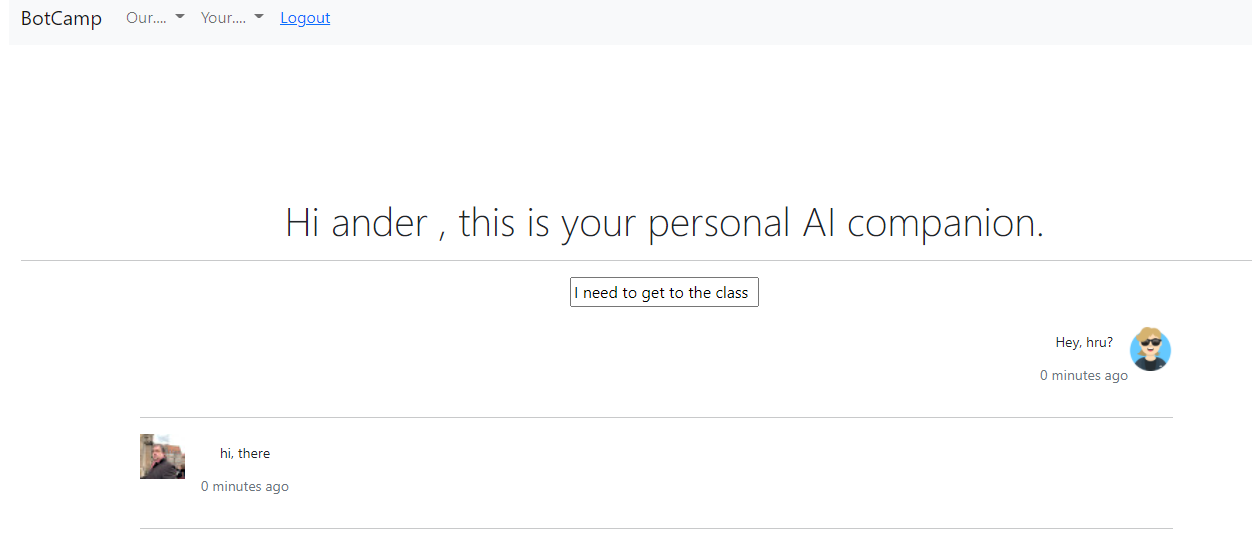 BotCamp Our.... Your.... Logout
Hi ander , this is your personal AI companion.
I need to get to the class
Hey, hru?
0 minutes ago
hi, there
0 minutes ago